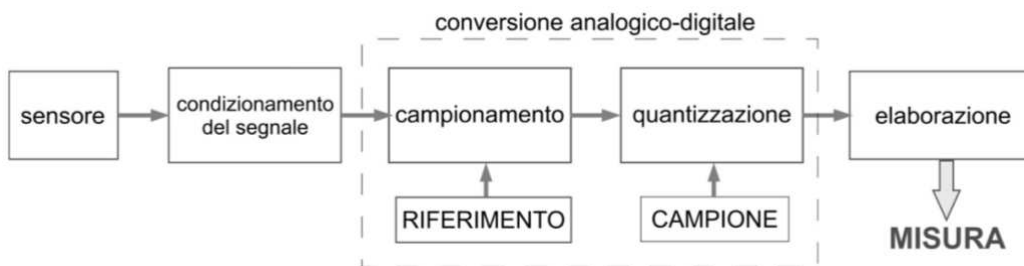 conversione analogico-digitale
sensore
condizionamento
del segnale
campionamento
quantizzazione
elaborazione
RIFERIMENTO
CAMPIONE
MISURA